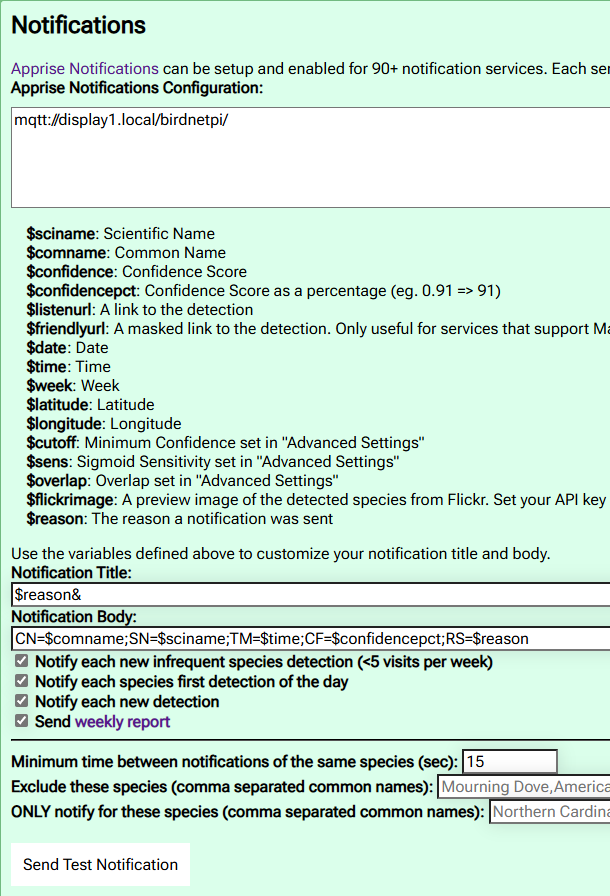 Notifications
Apprise Notifications can be setup and enabled for 90+ notification services. Each
Apprise Notifications Configuration:
mqtt://display1.local/birdnetpi/
$sciname: Scientific Name
$comname: Common Name
$confidence: Confidence Score
$confidencepct: Confidence Score as a percentage (eg. 0.91 => 91)
$listenurl: A link to the detection
$friendlyurl: A masked link to the detection. Only useful for services that support
$date: Date
$time: Time
$week: Week
$latitude: Latitude
$longitude: Longitude
$cutoff: Minimum Confidence set in "Advanced Settings"
$sens: Sigmoid Sensitivity set in "Advanced Settings"
$overlap: Overlap set in "Advanced Settings"
$flickrimage: A preview image of the detected species from Flickr. Set your API key
$reason: The reason a notification was sent
Use the variables defined above to customize your notification title and body.
Notification Title:
$reason&
Notification Body:
CN=$comname;SN=$sciname;TM=$time;CF=$confidencepct;RS=$reason
Notify each new infrequent species detection (<5 visits per week)
Notify each species first detection of the day
Notify each new detection
Send weekly report
Minimum time between notifications of the same species (sec): 15
Exclude these species (comma separated common names): Mourning Dove,America
ONLY notify for these species (comma separated common names): Northern Cardina
Send Test Notification